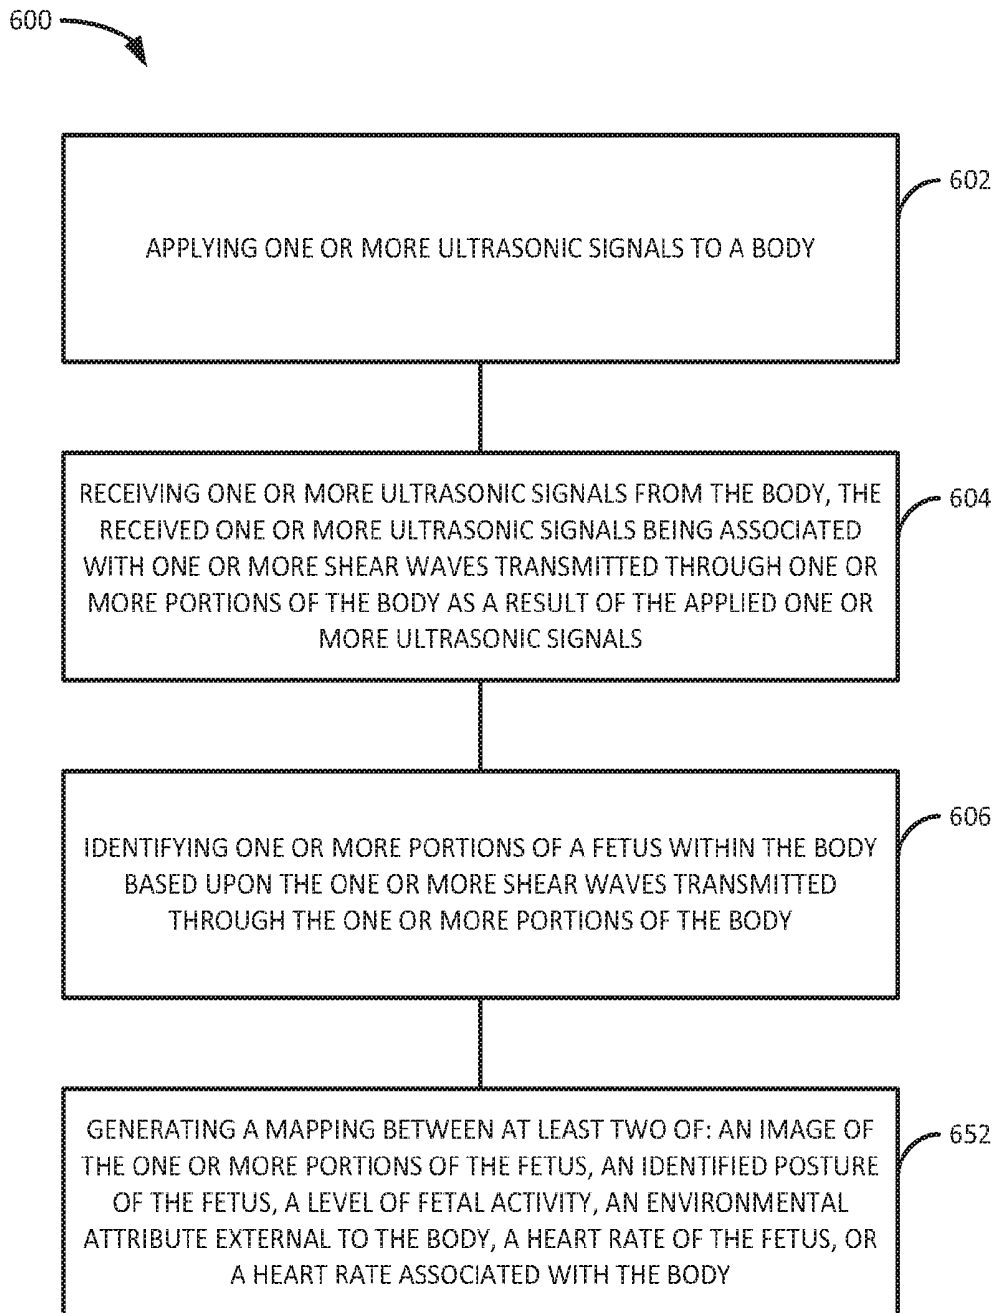 600
602
APPLYING ONE OR MORE ULTRASONIC SIGNALS TO A BODY
604
RECEIVING ONE OR MORE ULTRASONIC SIGNALS FROM THE BODY, THE
RECEIVED ONE OR MORE ULTRASONIC SIGNALS BEING ASSOCIATED
WITH ONE OR MORE SHEAR WAVES TRANSMITTED THROUGH ONE OR
MORE PORTIONS OF THE BODY AS A RESULT OF THE APPLIED ONE OR
MORE ULTRASONIC SIGNALS
606
IDENTIFYING ONE OR MORE PORTIONS OF A FETUS WITHIN THE BODY
BASED UPON THE ONE OR MORE SHEAR WAVES TRANSMITTED
THROUGH THE ONE OR MORE PORTIONS OF THE BODY
652
GENERATING A MAPPING BETWEEN AT LEAST TWO OF: AN IMAGE OF
THE ONE OR MORE PORTIONS OF THE FETUS, AN IDENTIFIED POSTURE
OF THE FETUS, A LEVEL OF FETAL ACTIVITY, AN ENVIRONMENTAL
ATTRIBUTE EXTERNAL TO THE BODY, A HEART RATE OF THE FETUS, OR
A HEART RATE ASSOCIATED WITH THE BODY